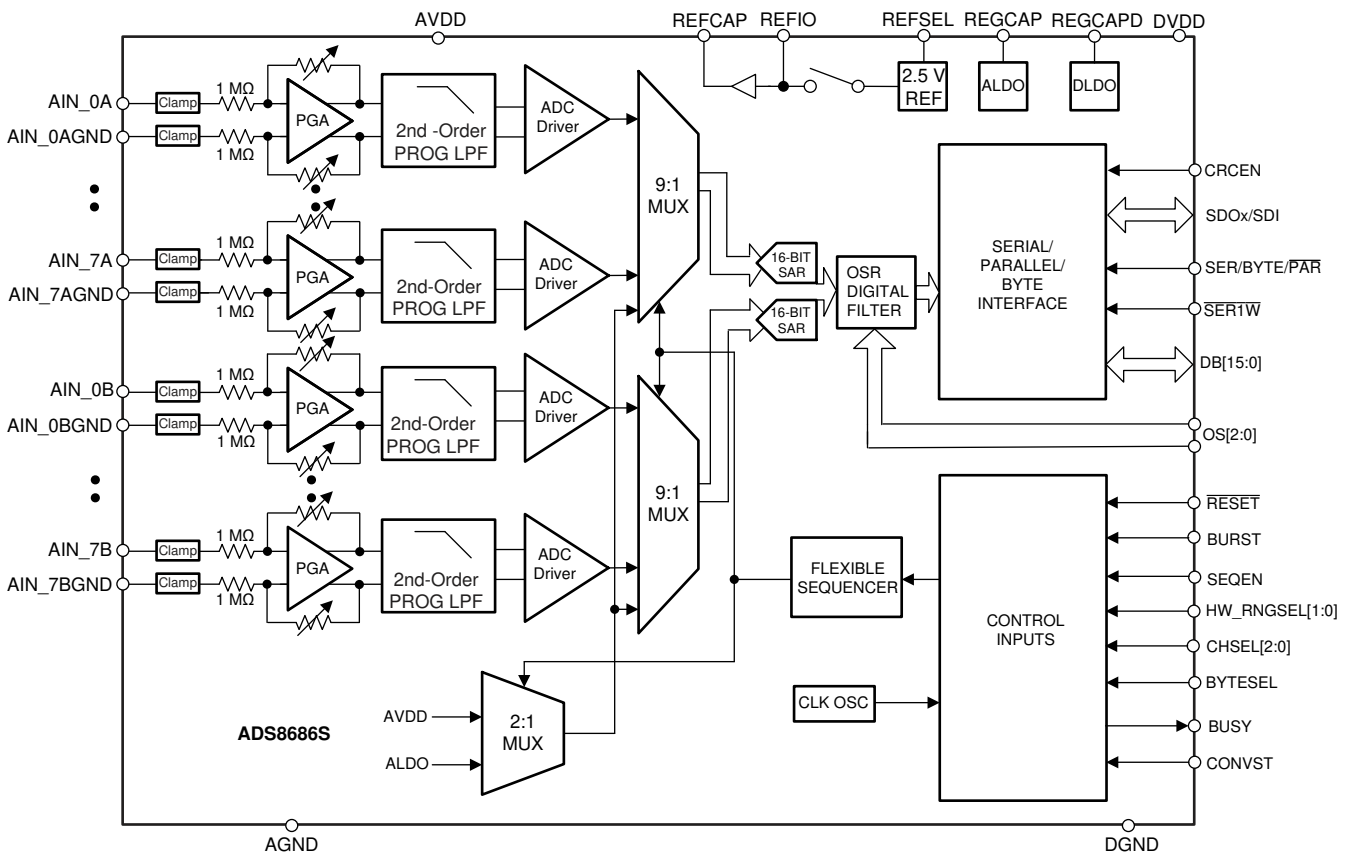 AVDD
REFCAP
REFIO
REFSEL
REGCAP
REGCAPD
DVDD
2.5 V
REF
ALDO
DLDO
AIN_0A
Clamp
1 MΩ
PGA
AIN_0AGND
Clamp
1 MΩ
2nd -Order
PROG LPF
ADC
Driver
AIN_7A
Clamp
1 MΩ
PGA
AIN_7AGND
Clamp
1 MΩ
2nd-Order
PROG LPF
ADC
Driver
AIN_0B
Clamp
1 MΩ
PGA
AIN_0BGND
Clamp
1 MΩ
2nd-Order
PROG LPF
ADC
Driver
AIN_7B
Clamp
1 MΩ
PGA
AIN_7BGND
Clamp
1 MΩ
2nd-Order
PROG LPF
ADC
Driver
9:1
MUX
9:1
MUX
16-BIT
SAR
16-BIT
SAR
OSR
DIGITAL
FILTER
SERIAL/
PARALLEL/
BYTE
INTERFACE
CRCEN
SDOx/SDI
SER/BYTE/PAR
SER1W
DB[15:0]
OS[2:0]
FLEXIBLE
SEQUENCER
CLK OSC
CONTROL
INPUTS
RESET
BURST
SEQEN
HW_RNGSEL[1:0]
CHSEL[2:0]
BYTESEL
BUSY
CONVST
ADS8686S
AVDD
ALDO
2:1
MUX
AGND
DGND